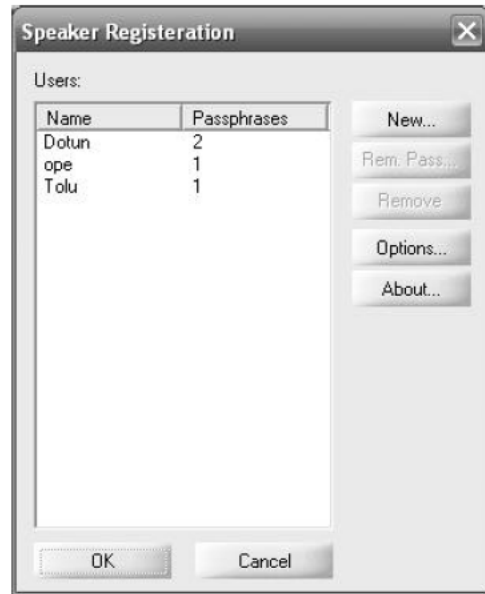 Speaker Registeration
Users:
Name Passphrases
Dotun 2
ope 1
Tolu 1
New...
Rem. Pass...
Remove
Options...
About...
OK Cancel